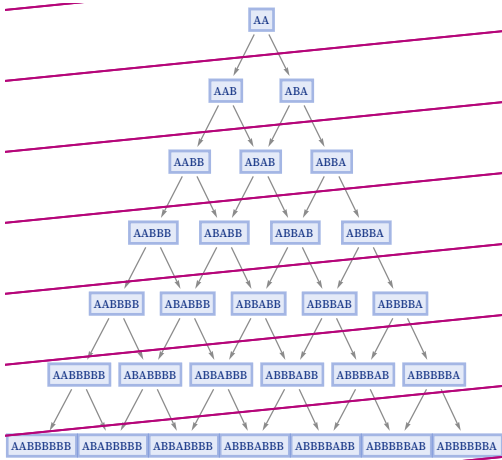 AA
AAB ABA
AABB ABAB ABBA
AABBB ABABB ABBAB ABBBA
AABBBB ABABBB ABBABB ABBBAB ABBBBA
AABBBBB ABABBBB ABBABBB ABBBABB ABBBBAB ABBBBBA
AABBBBBB ABABBBBB ABBABBBB ABBBABBB ABBBBABB ABBBBBAB ABBBBBBA